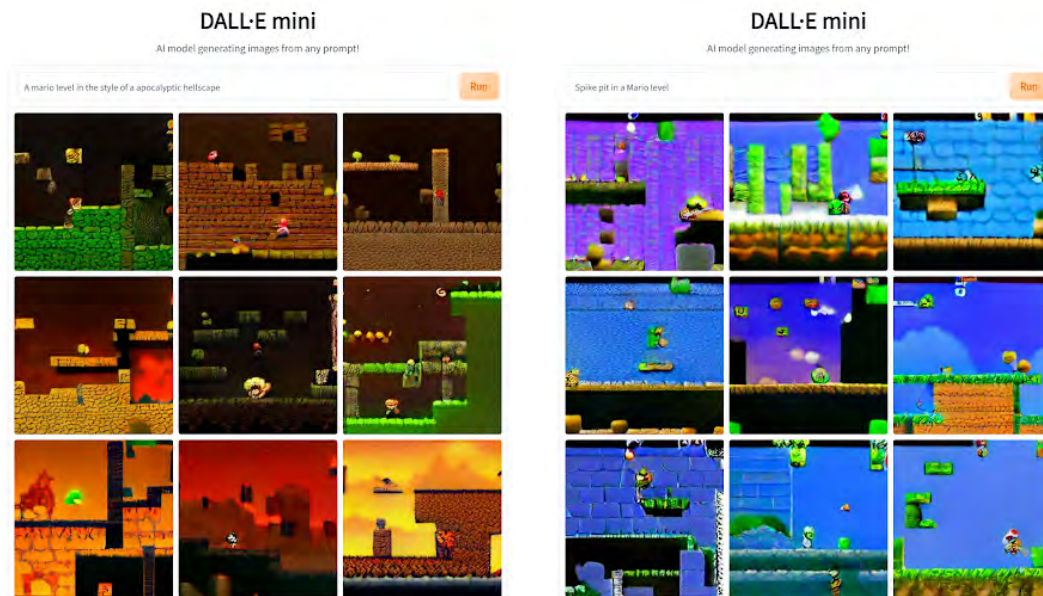 DALL·E mini
AI model generating images from any prompt!
A mario level in the style of a apocalyptic hellscape
Run
DALL·E mini
AI model generating images from any prompt!
Spike pit in a Mario level
Run